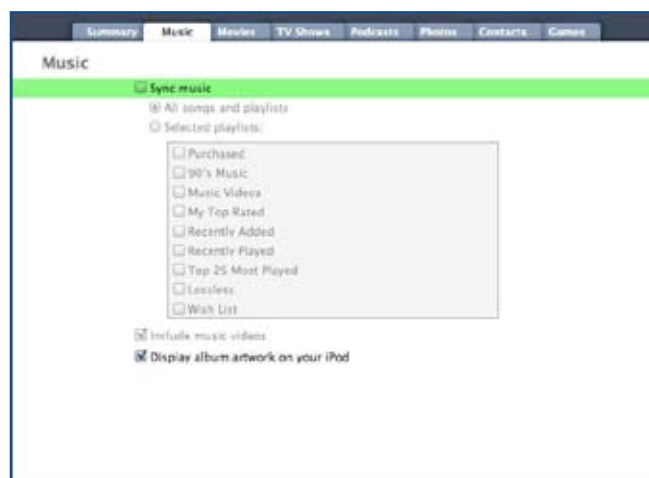 Summary Music Movies TV Shows Podcasts Photos Contacts Games
Music
Sync music
All songs and playlists
Selected playlists:
Purchased
90's Music
Music Videos
My Top Rated
Recently Added
Recently Played
Top 25 Most Played
Lossless
Wish List
Include music videos
Display album artwork on your iPod